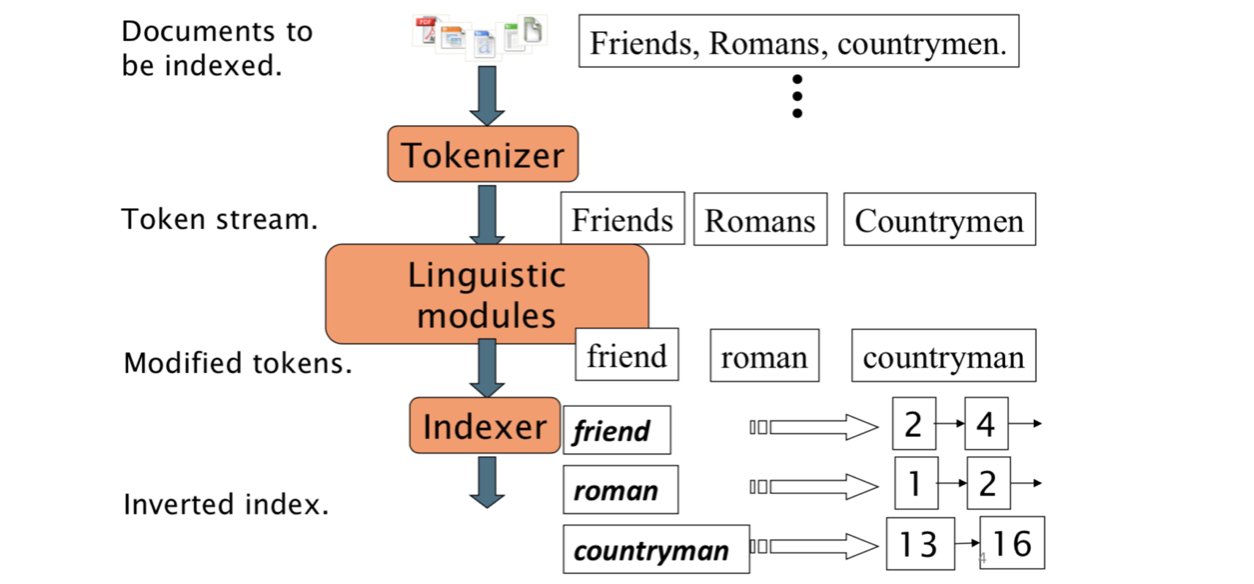 Documents to
be indexed.
PDF
Friends, Romans, countrymen.
Tokenizer
Token stream.
Friends
Romans
Countrymen
Linguistic
modules
Modified tokens.
friend
roman
countryman
Indexer
friend
2
4
Inverted index.
roman
1
2
countryman
13
16
4